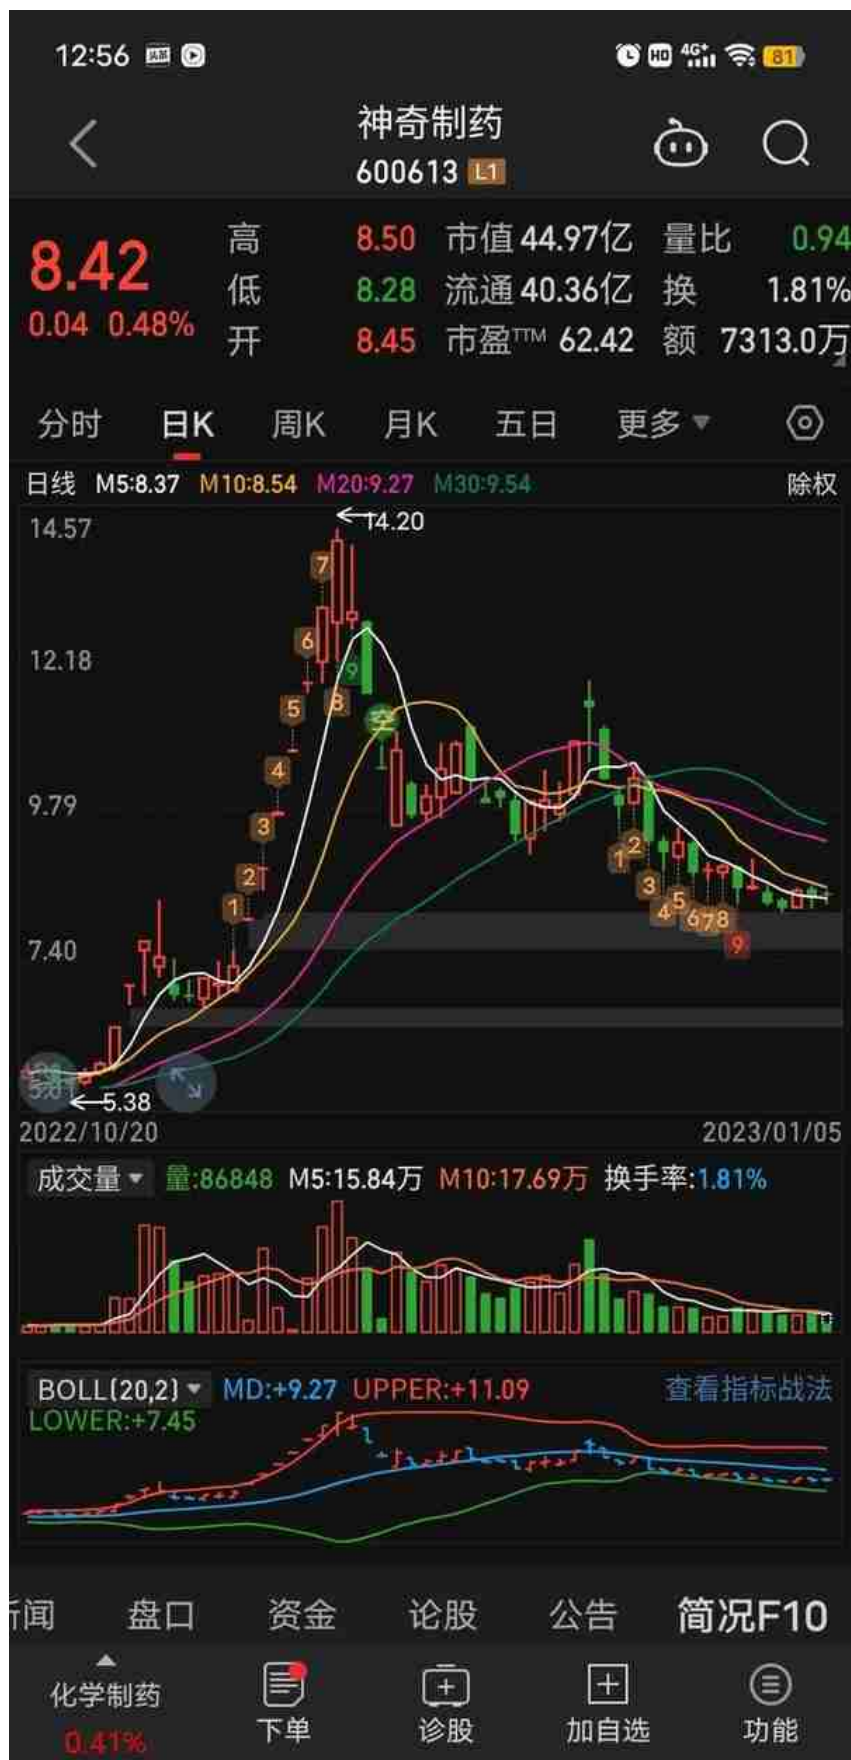 12:56 头条 HD 4G+ 81
神奇制药
600613 L1
8.42
0.04 0.48%
高 8.50 市值 44.97亿 量比 0.94
低 8.28 流通 40.36亿 换 1.81%
开 8.45 市盈TTM 62.42 额 7313.0万
分时 日K 周K 月K 五日 更多
日线 M5:8.37 M10:8.54 M20:9.27 M30:9.54 除权
14.57
14.20
7
12.18
6
9
5 8
空
4
9.79
3
2
1
2
1
3
5
4
6 7 8
9
7.40
5.01
5.38
2022/10/20 2023/01/05
成交量 量:86848 M5:15.84万 M10:17.69万 换手率:1.81%
BOLL(20,2) MD:+9.27 UPPER:+11.09 查看指标战法
LOWER:+7.45
闻 盘口 资金 论股 公告 简况F10
化学制药
0.41%
下单 诊股 加自选 功能